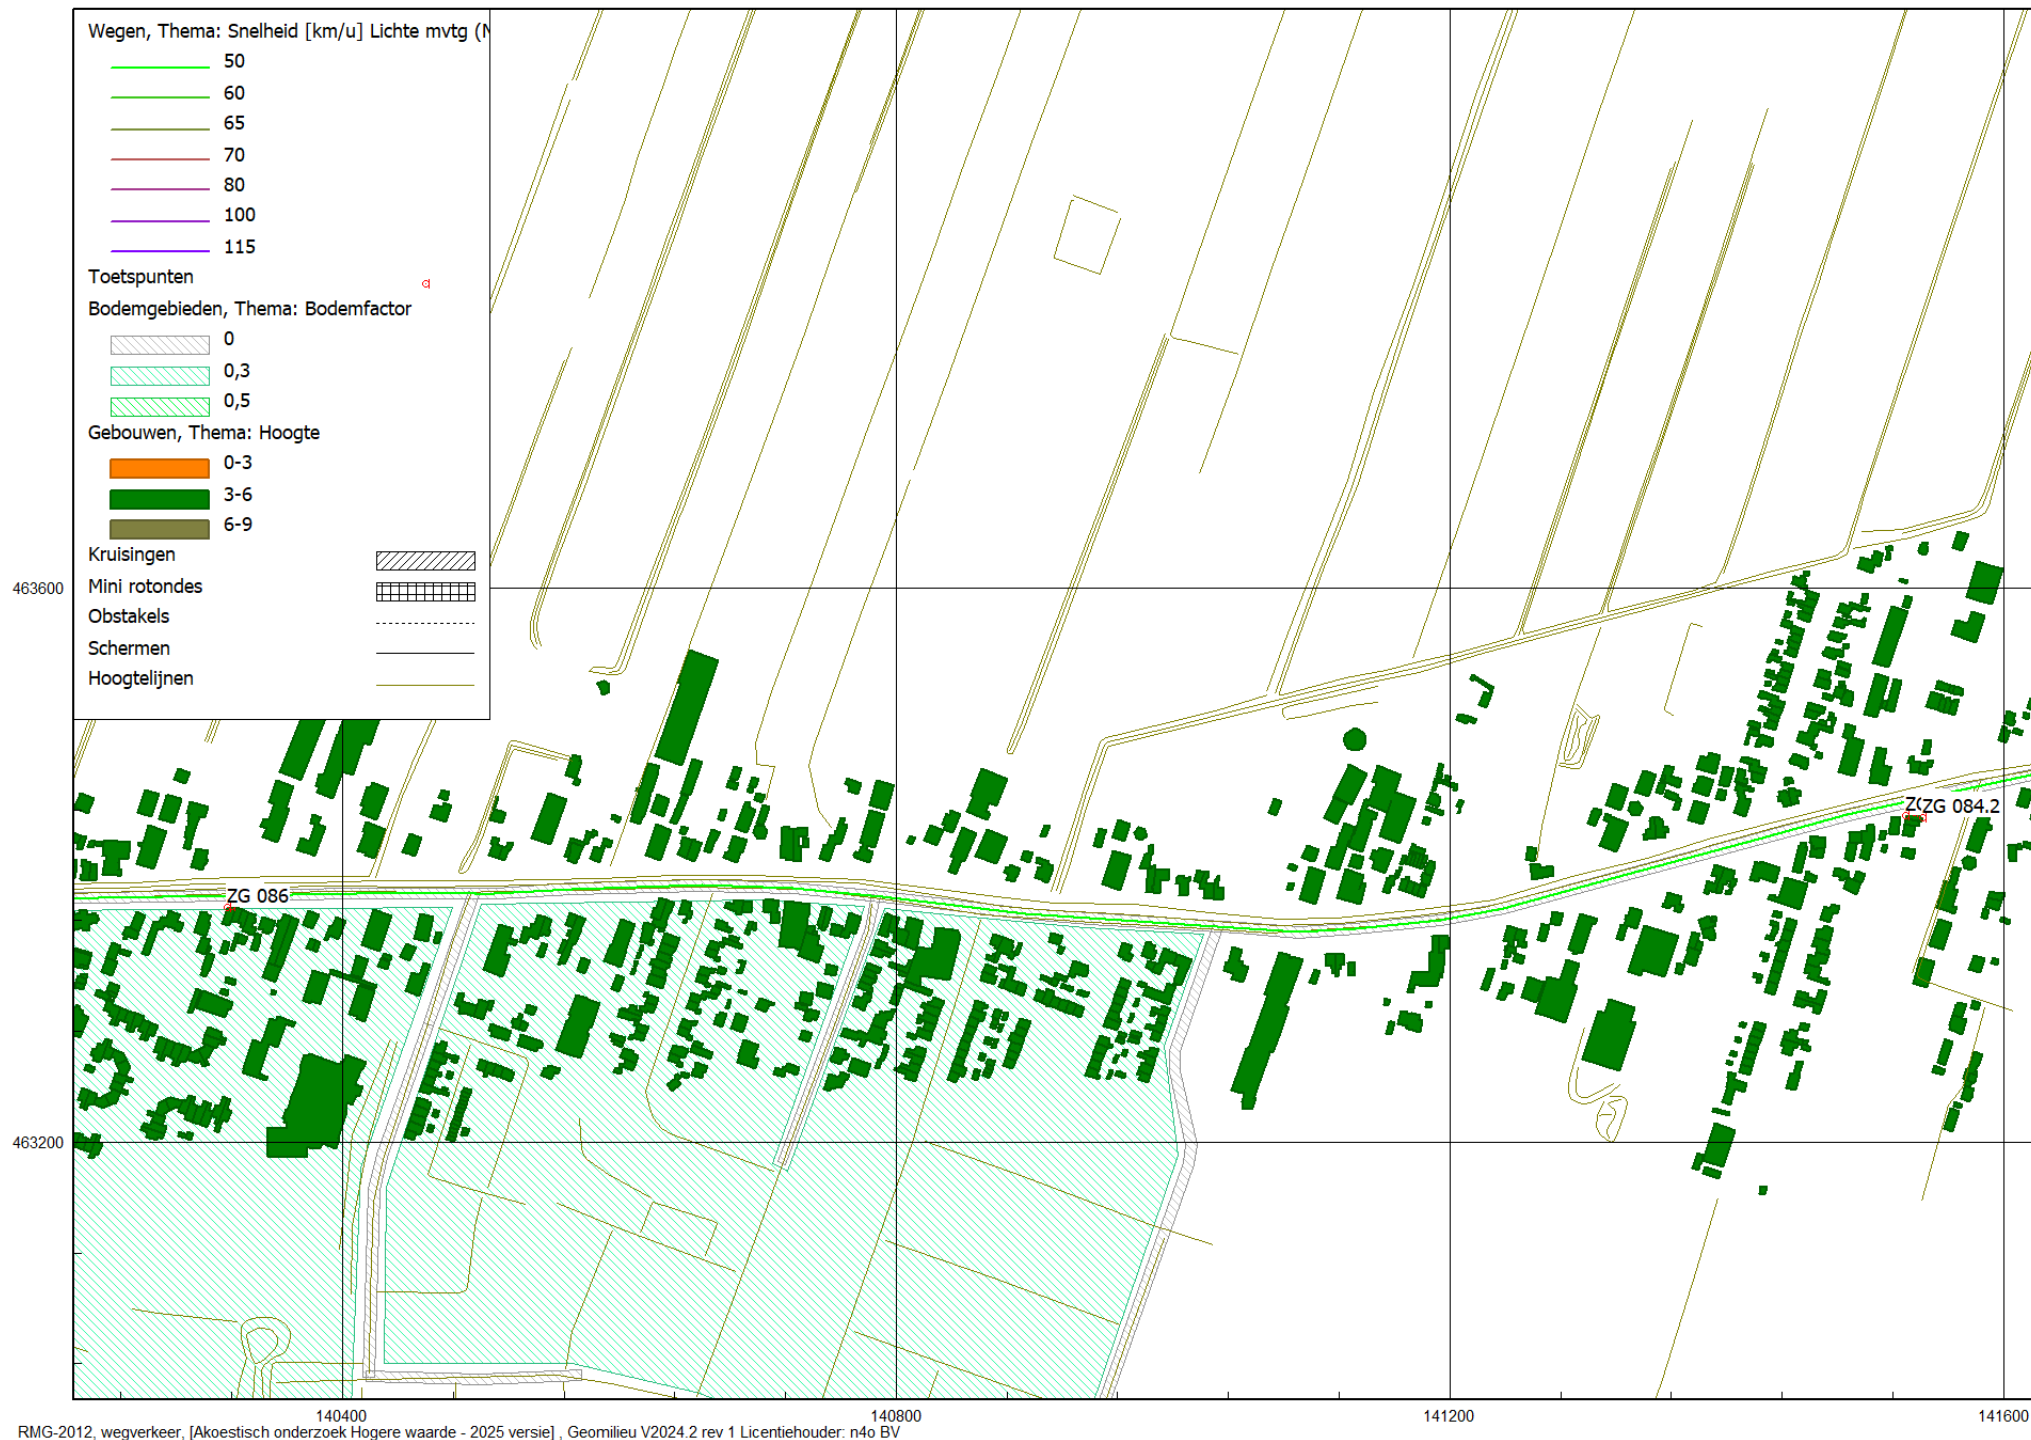 Wegen, Thema: Snelheid [km/u] Lichte mvtg (
50
60
65
70
80
100
115
Toetspunten
Bodemgebieden, Thema: Bodemfactor
0
0,3
0,5
Gebouwen, Thema: Hoogte
0-3
3-6
6-9
Kruisingen
Mini rotondes
Obstakels
Schermen
Hoogtelijnen
463600
ZG 084.2
ZG 086
463200
140400
140800
141200
141600
RMG-2012, wegverkeer, [Akoestisch onderzoek Hogere waarde - 2025 versie] , Geomilieu V2024.2 rev 1 Licentiehouder: n4o BV